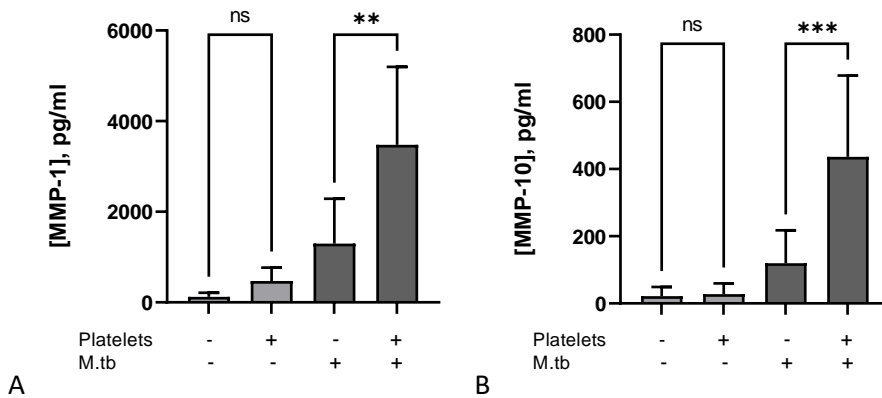 ns
**
6000
4000
2000
0
[MMP-1], pg/ml
Platelets - + - +
M.tb - - + +
A
ns
***
800
600
400
200
0
[MMP-10], pg/ml
Platelets - + - +
M.tb - - + +
B